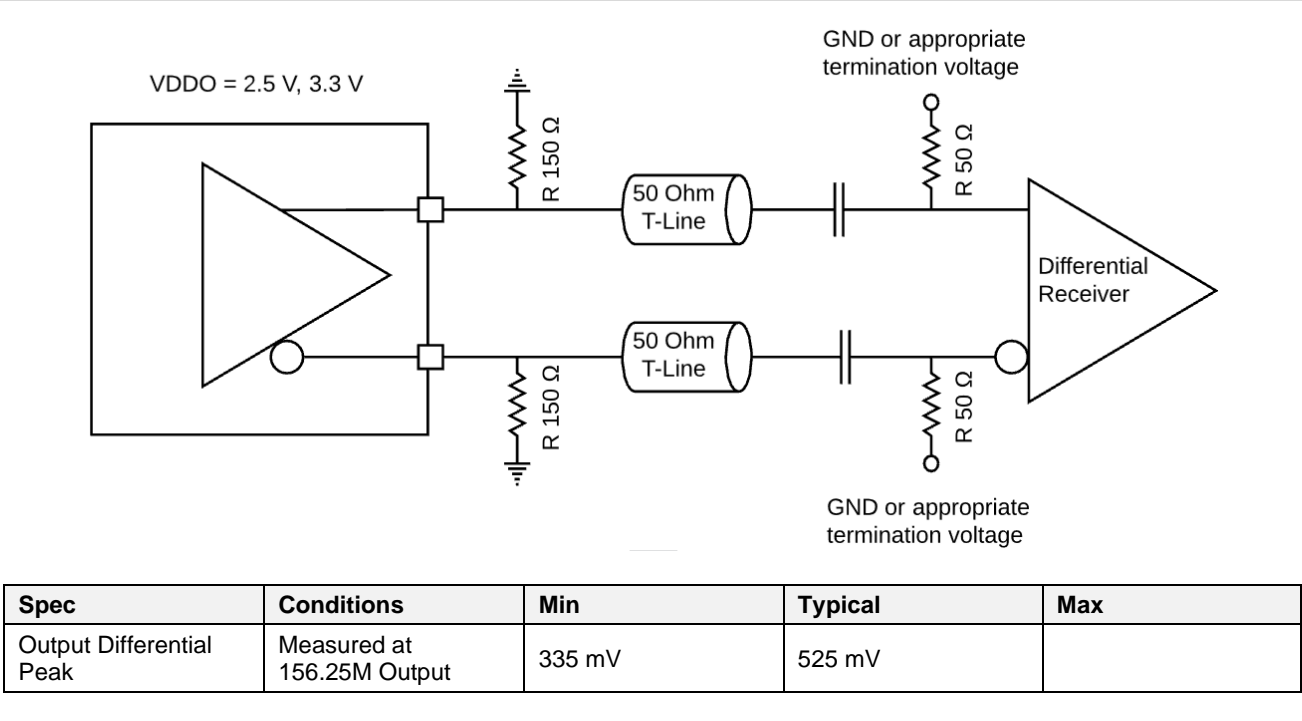 GND or appropriate
termination voltage
VDDO = 2.5 V, 3.3 V
R 150 Ω
R 50 Ω
50 Ohm
T-Line
Differential
Receiver
50 Ohm
T-Line
R 150 Ω
R 50 Ω
GND or appropriate
termination voltage
Spec Conditions Min Typical Max
Output Differential Measured at
Peak 156.25M Output 335 mV 525 mV